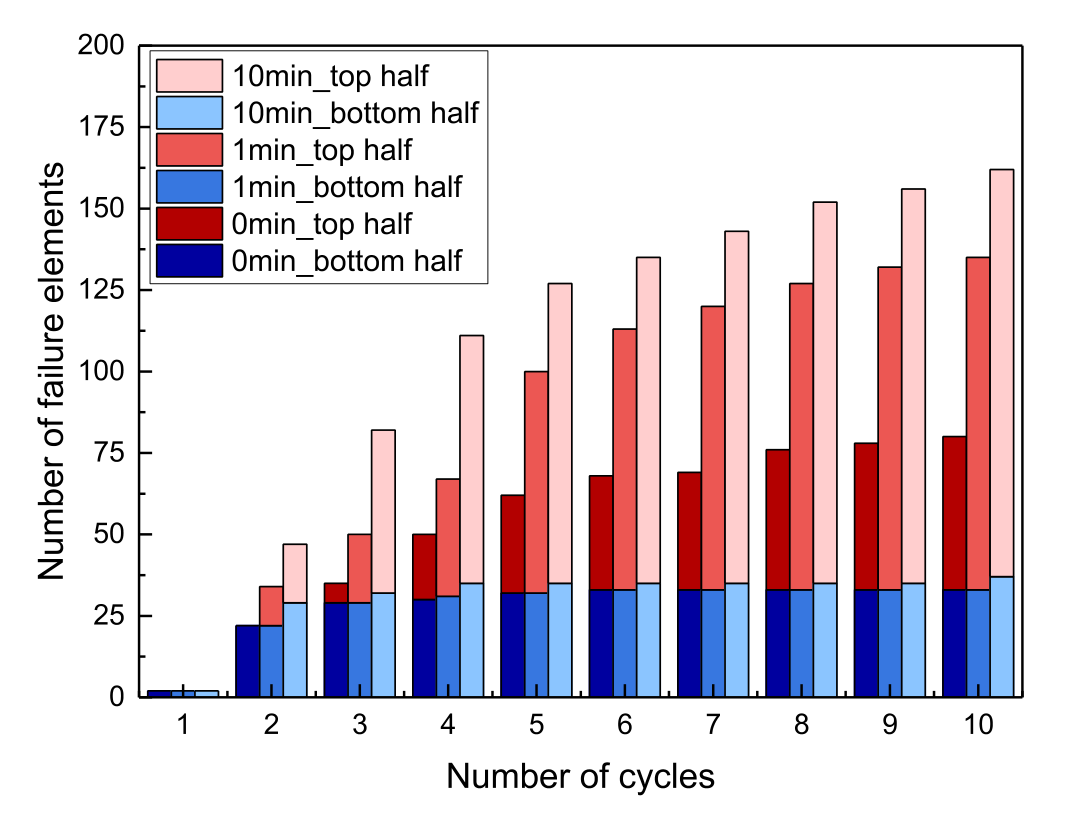 200
175
150
125
100
75
50
25
0
Number of failure elements
10min_top half
10min_bottom half
1min_top half
1min_bottom half
0min_top half
0min_bottom half
1 2 3 4 5 6 7 8 9 10
Number of cycles